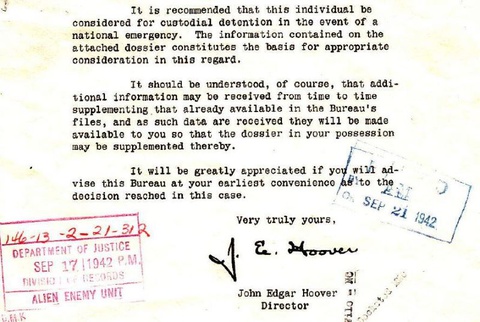 It is recommended that this individual be
considered for custodial detention in the event of a
national emergency. The information contained on
the attached dossier constitutes the basis for appropriate
consideration in this regard.
It should be understood, of course, that addi-
tional information may be received from time to time
supplementing that already available in the Bureau's
files, and as such data are received they will be made
available to you so that the dossier in your possession
may be supplemented thereby.
It will be greatly appreciated if you will ad-
vise this Bureau at your earliest convenience as to the
decision reached in this case.
Very truly yours,
J. E. Hoover
John Edgar Hoover
Director
146-13-2-21-312
DEPARTMENT OF JUSTICE
SEP 17 1942 P.M.
DIVISION OF RECORDS
ALIEN ENEMY UNIT
SEP 21 1942